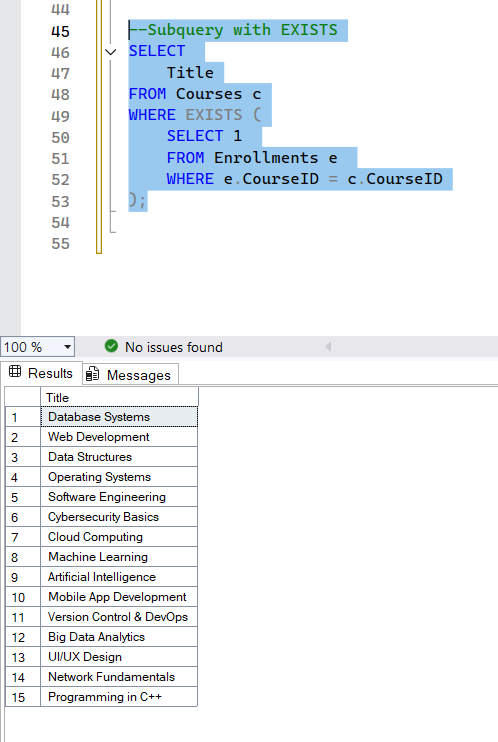 44
45 --Subquery with EXISTS
46 SELECT
47 Title
48 FROM Courses c
49 WHERE EXISTS (
50 SELECT 1
51 FROM Enrollments e
52 WHERE e.CourseID = c.CourseID
53 );
54
55
100 % No issues found
Results Messages
Title
1 Database Systems
2 Web Development
3 Data Structures
4 Operating Systems
5 Software Engineering
6 Cybersecurity Basics
7 Cloud Computing
8 Machine Learning
9 Artificial Intelligence
10 Mobile App Development
11 Version Control & DevOps
12 Big Data Analytics
13 UI/UX Design
14 Network Fundamentals
15 Programming in C++